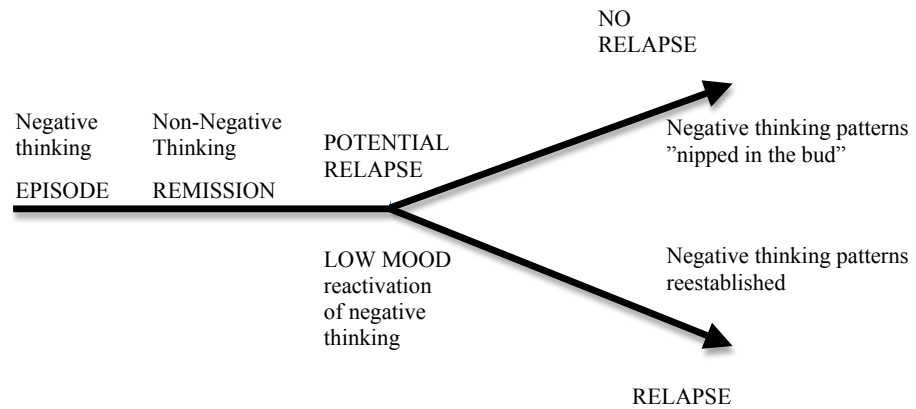 NO
RELAPSE
Negative
thinking
Non-Negative
Thinking
EPISODE
REMISSION
POTENTIAL
RELAPSE
Negative thinking patterns
”nipped in the bud”
LOW MOOD
reactivation
of negative
thinking
Negative thinking patterns
reestablished
RELAPSE